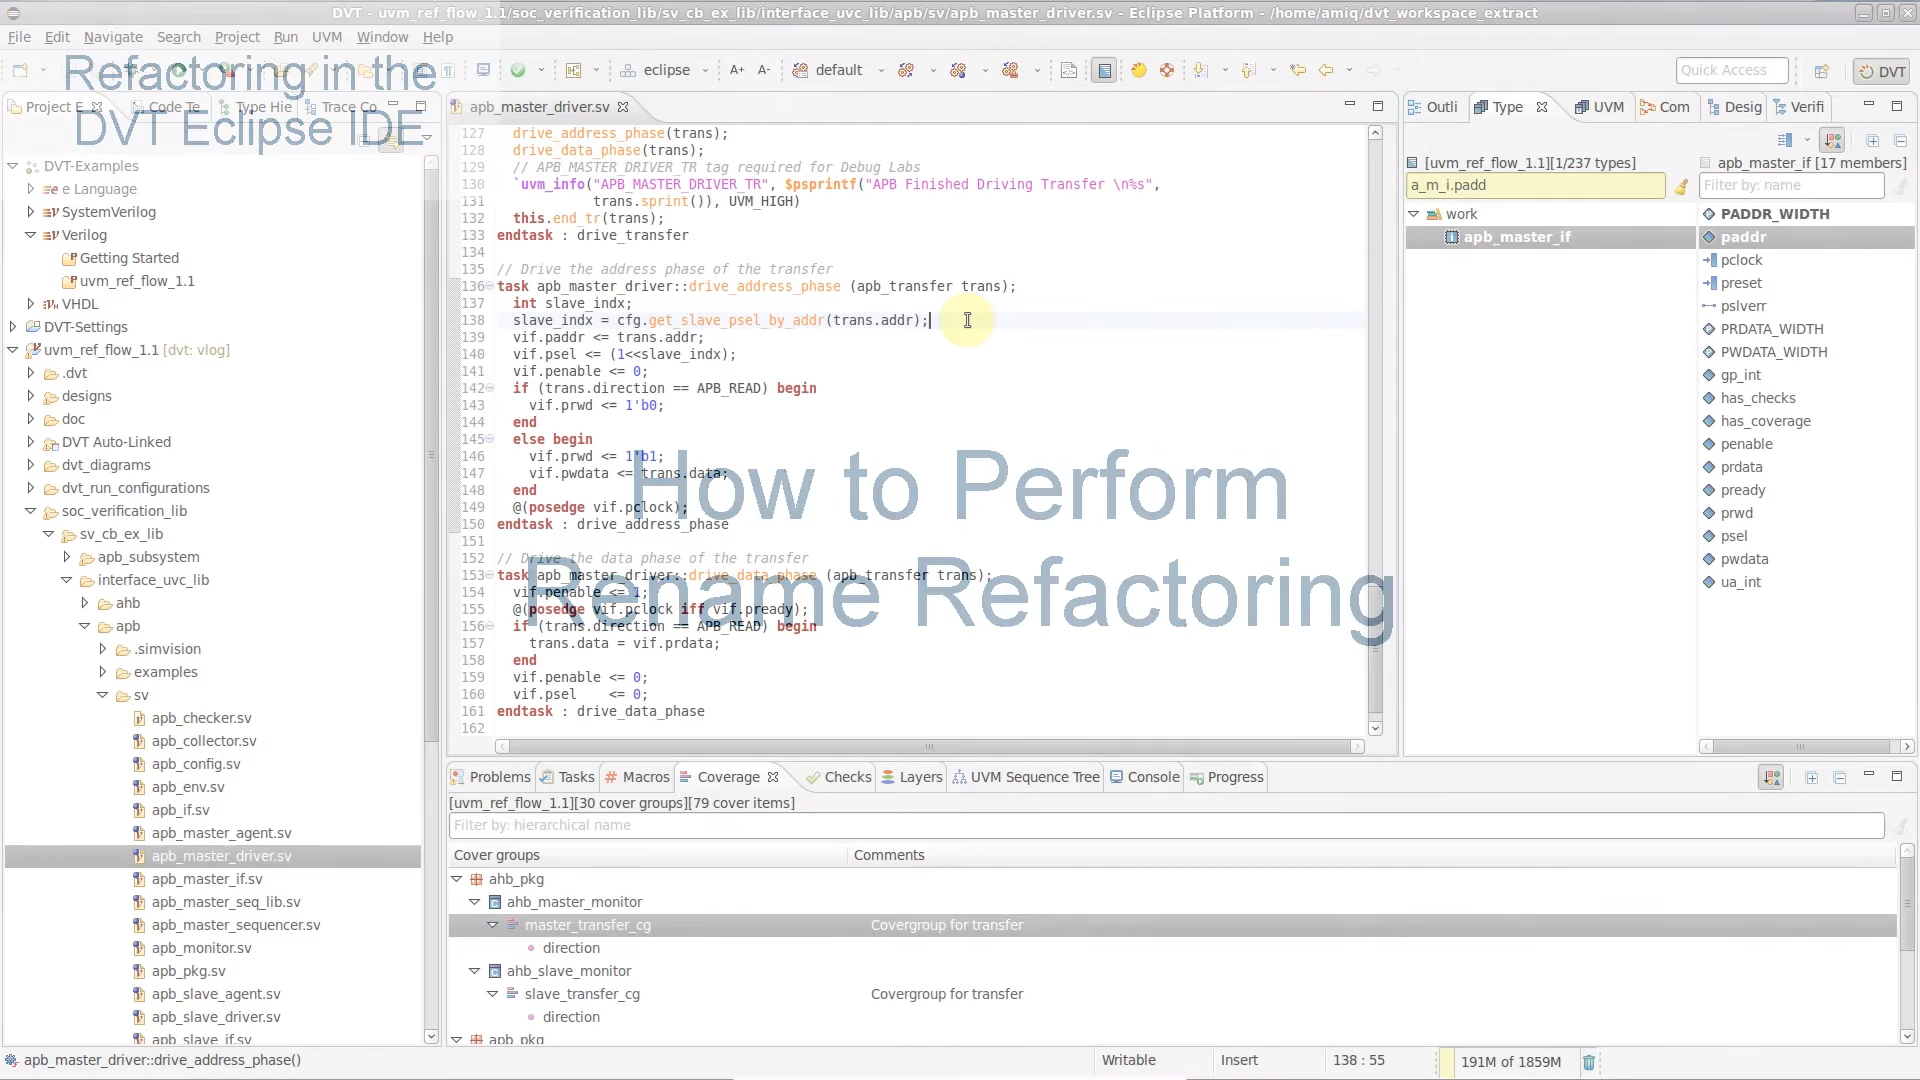 DVT - uvm_ref_flow_1.1/soc_verification_lib/sv_cb_ex_lib/interface_uvc_lib/apb/sv/apb_master_driver.sv - Eclipse Platform - /home/amiq/dvt_workspace_extract
File Edit Navigate Search Project Run UVM Window Help
Refactoring in the
DVT Eclipse IDE
eclipse A+ A- default Quick Access DVT
Project E Code Te Type Hie Trace Co
DVT-Examples
e Language
SystemVerilog
Verilog
Getting Started
uvm_ref_flow_1.1
VHDL
DVT-Settings
uvm_ref_flow_1.1 [dvt: vlog]
.dvt
designs
doc
DVT Auto-Linked
dvt_diagrams
dvt_run_configurations
soc_verification_lib
sv_cb_ex_lib
apb_subsystem
interface_uvc_lib
ahb
apb
.simvision
examples
sv
apb_checker.sv
apb_collector.sv
apb_config.sv
apb_env.sv
apb_if.sv
apb_master_agent.sv
apb_master_driver.sv
apb_master_if.sv
apb_master_seq_lib.sv
apb_master_sequencer.sv
apb_monitor.sv
apb_pkg.sv
apb_slave_agent.sv
apb_slave_driver.sv
apb_slave_if.sv
apb_master_driver.sv
127 drive_address_phase(trans);
128 drive_data_phase(trans);
129 // APB_MASTER_DRIVER_TR tag required for Debug Labs
130 `uvm_info("APB_MASTER_DRIVER_TR", $psprintf("APB Finished Driving Transfer \n%s",
131 trans.sprint()), UVM_HIGH)
132 this.end_tr(trans);
133 endtask : drive_transfer
134
135 // Drive the address phase of the transfer
136 task apb_master_driver::drive_address_phase (apb_transfer trans);
137 int slave_indx;
138 slave_indx = cfg.get_slave_psel_by_addr(trans.addr);
139 vif.paddr <= trans.addr;
140 vif.psel <= (1<<slave_indx);
141 vif.penable <= 0;
142 if (trans.direction == APB_READ) begin
143 vif.prwd <= 1'b0;
144 end
145 else begin
146 vif.prwd <= 1'b1;
147 vif.pwdata <= trans.data;
148 end
149 @(posedge vif.pclock);
150 endtask : drive_address_phase
151
152 // Drive the data phase of the transfer
153 task apb_master_driver::drive_data_phase (apb_transfer trans);
154 vif.penable <= 1;
155 @(posedge vif.pclock iff vif.pready);
156 if (trans.direction == APB_READ) begin
157 trans.data = vif.prdata;
158 end
159 vif.penable <= 0;
160 vif.psel <= 0;
161 endtask : drive_data_phase
162
How to Perform
Rename Refactoring
Outli Type UVM Com Desig Verifi
[uvm_ref_flow_1.1][1/237 types]
a_m_i.padd
work
apb_master_if
apb_master_if [17 members]
Filter by: name
PADDR_WIDTH
paddr
pclock
preset
pslverr
PRDATA_WIDTH
PWDATA_WIDTH
gp_int
has_checks
has_coverage
penable
prdata
pready
prwd
psel
pwdata
ua_int
Problems Tasks Macros Coverage Checks Layers UVM Sequence Tree Console Progress
[uvm_ref_flow_1.1][30 cover groups][79 cover items]
Filter by: hierarchical name
Cover groups Comments
ahb_pkg
ahb_master_monitor
master_transfer_cg Covergroup for transfer
direction
ahb_slave_monitor
slave_transfer_cg Covergroup for transfer
direction
apb_pkg
apb_master_driver::drive_address_phase() Writable Insert 138 : 55 191M of 1859M